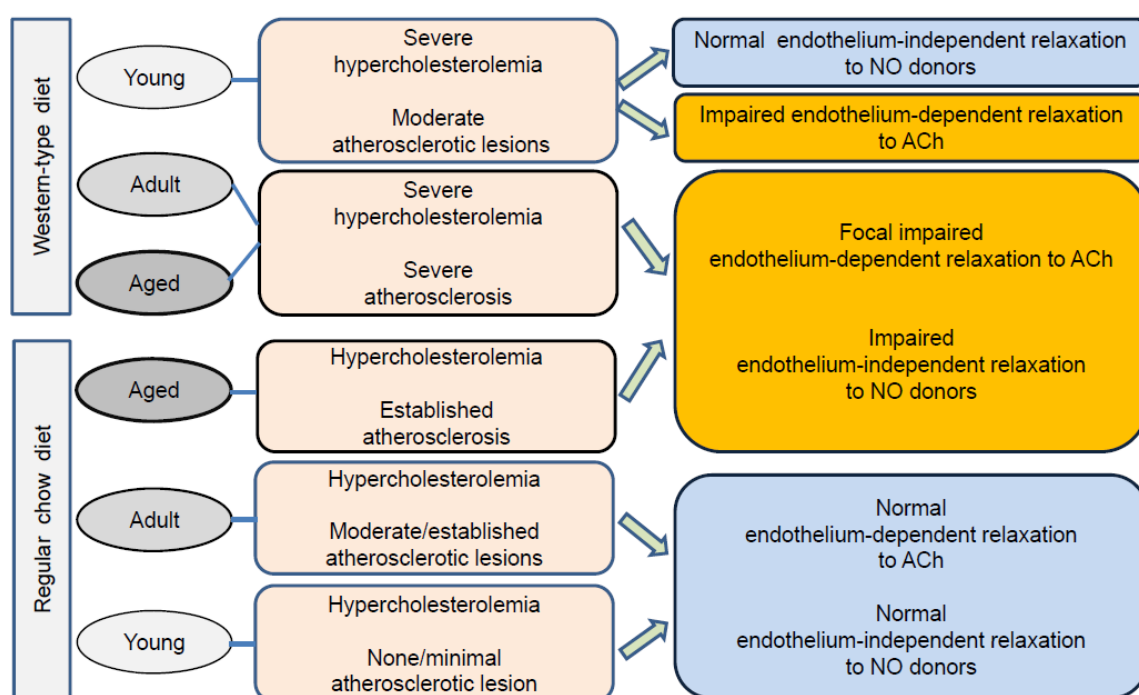 Western-type diet
Young
Severe
hypercholesterolemia
Moderate
atherosclerotic lesions
Normal endothelium-independent relaxation
to NO donors
Impaired endothelium-dependent relaxation
to ACh
Adult
Aged
Severe
hypercholesterolemia
Severe
atherosclerosis
Focal impaired
endothelium-dependent relaxation to ACh
Impaired
endothelium-independent relaxation
to NO donors
Regular chow diet
Aged
Hypercholesterolemia
Established
atherosclerosis
Adult
Hypercholesterolemia
Moderate/established
atherosclerotic lesions
Normal
endothelium-dependent relaxation
to ACh
Normal
endothelium-independent relaxation
to NO donors
Young
Hypercholesterolemia
None/minimal
atherosclerotic lesion